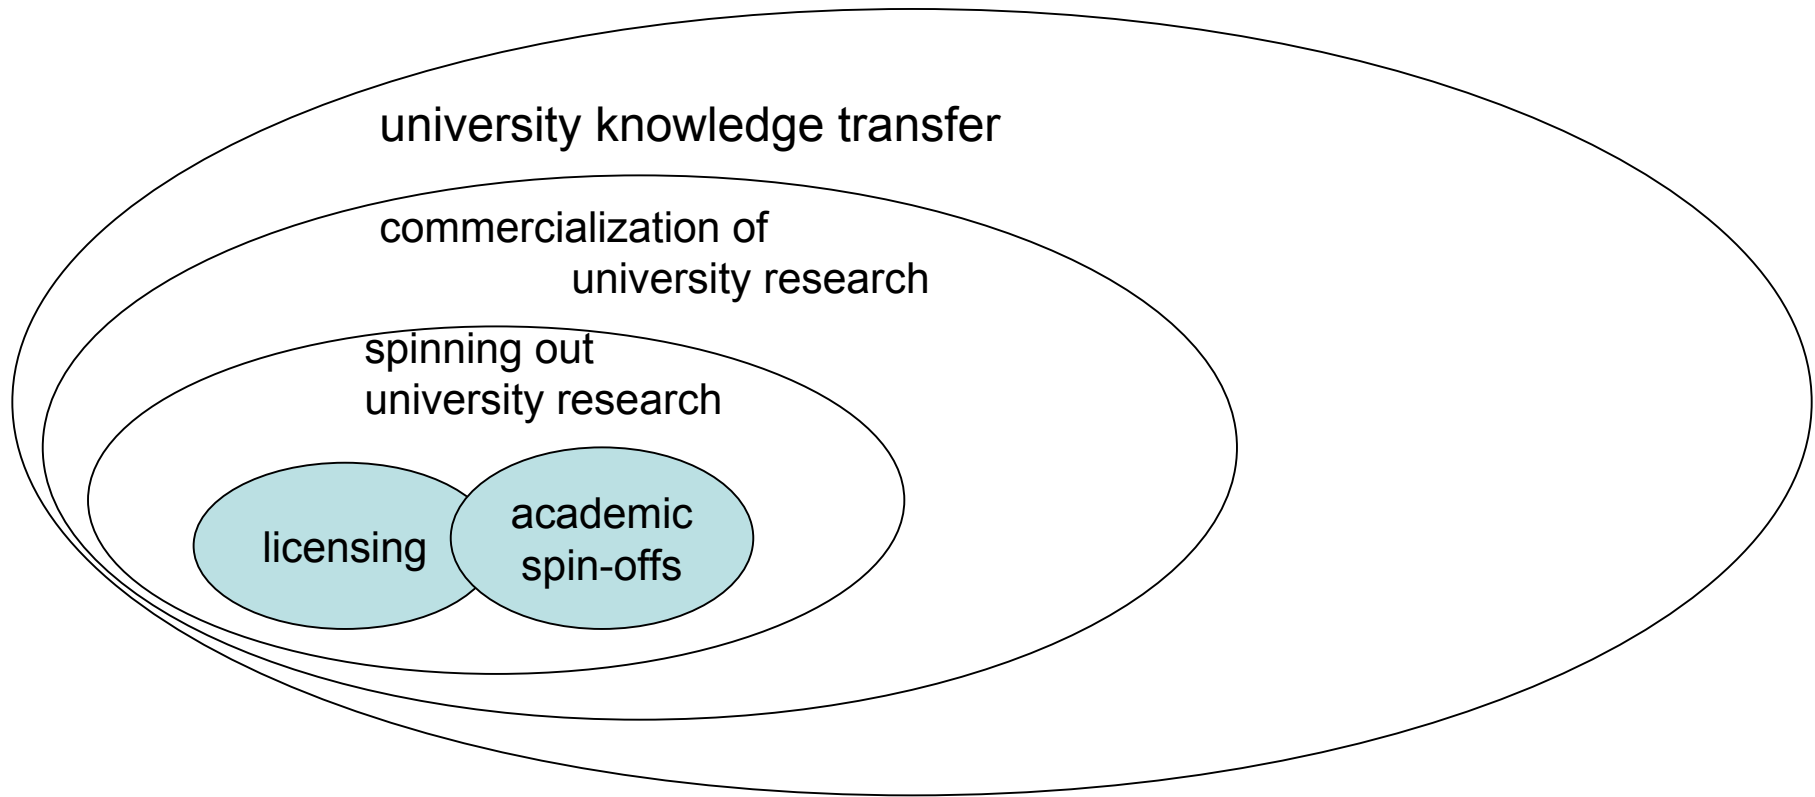 university knowledge transfer
commercialization of
university research
spinning out
university research
licensing
academic
spin-offs